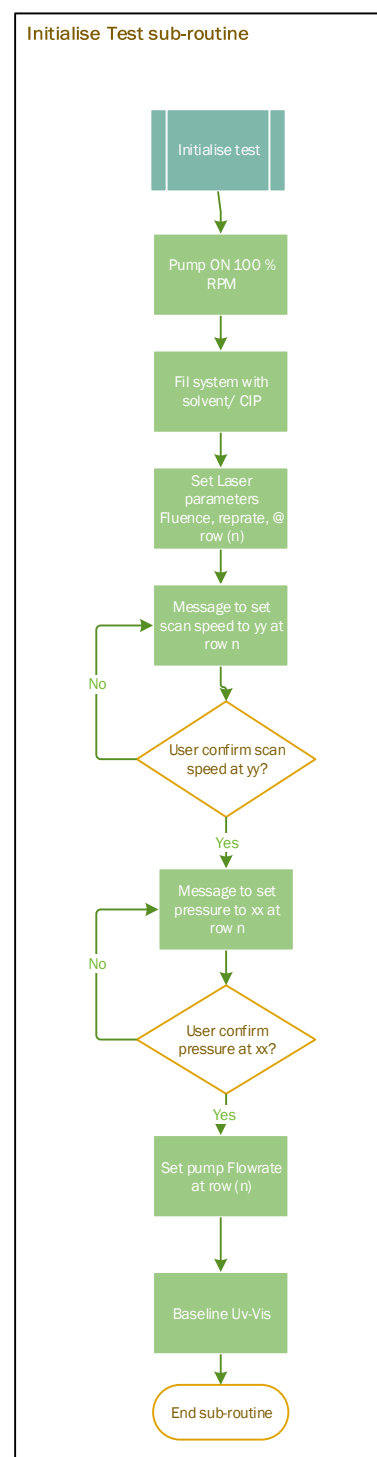 Initialise Test sub-routine
Initialise test
Pump ON 100 %
RPM
Fil system with
solvent/ CIP
Set Laser
parameters
Fluence, reprate, @
row (n)
Message to set
scan speed to yy at
row n
No
User confirm scan
speed at yy?
Yes
Message to set
pressure to xx at
row n
No
User confirm
pressure at xx?
Yes
Set pump Flowrate
at row (n)
Baseline Uv-Vis
End sub-routine